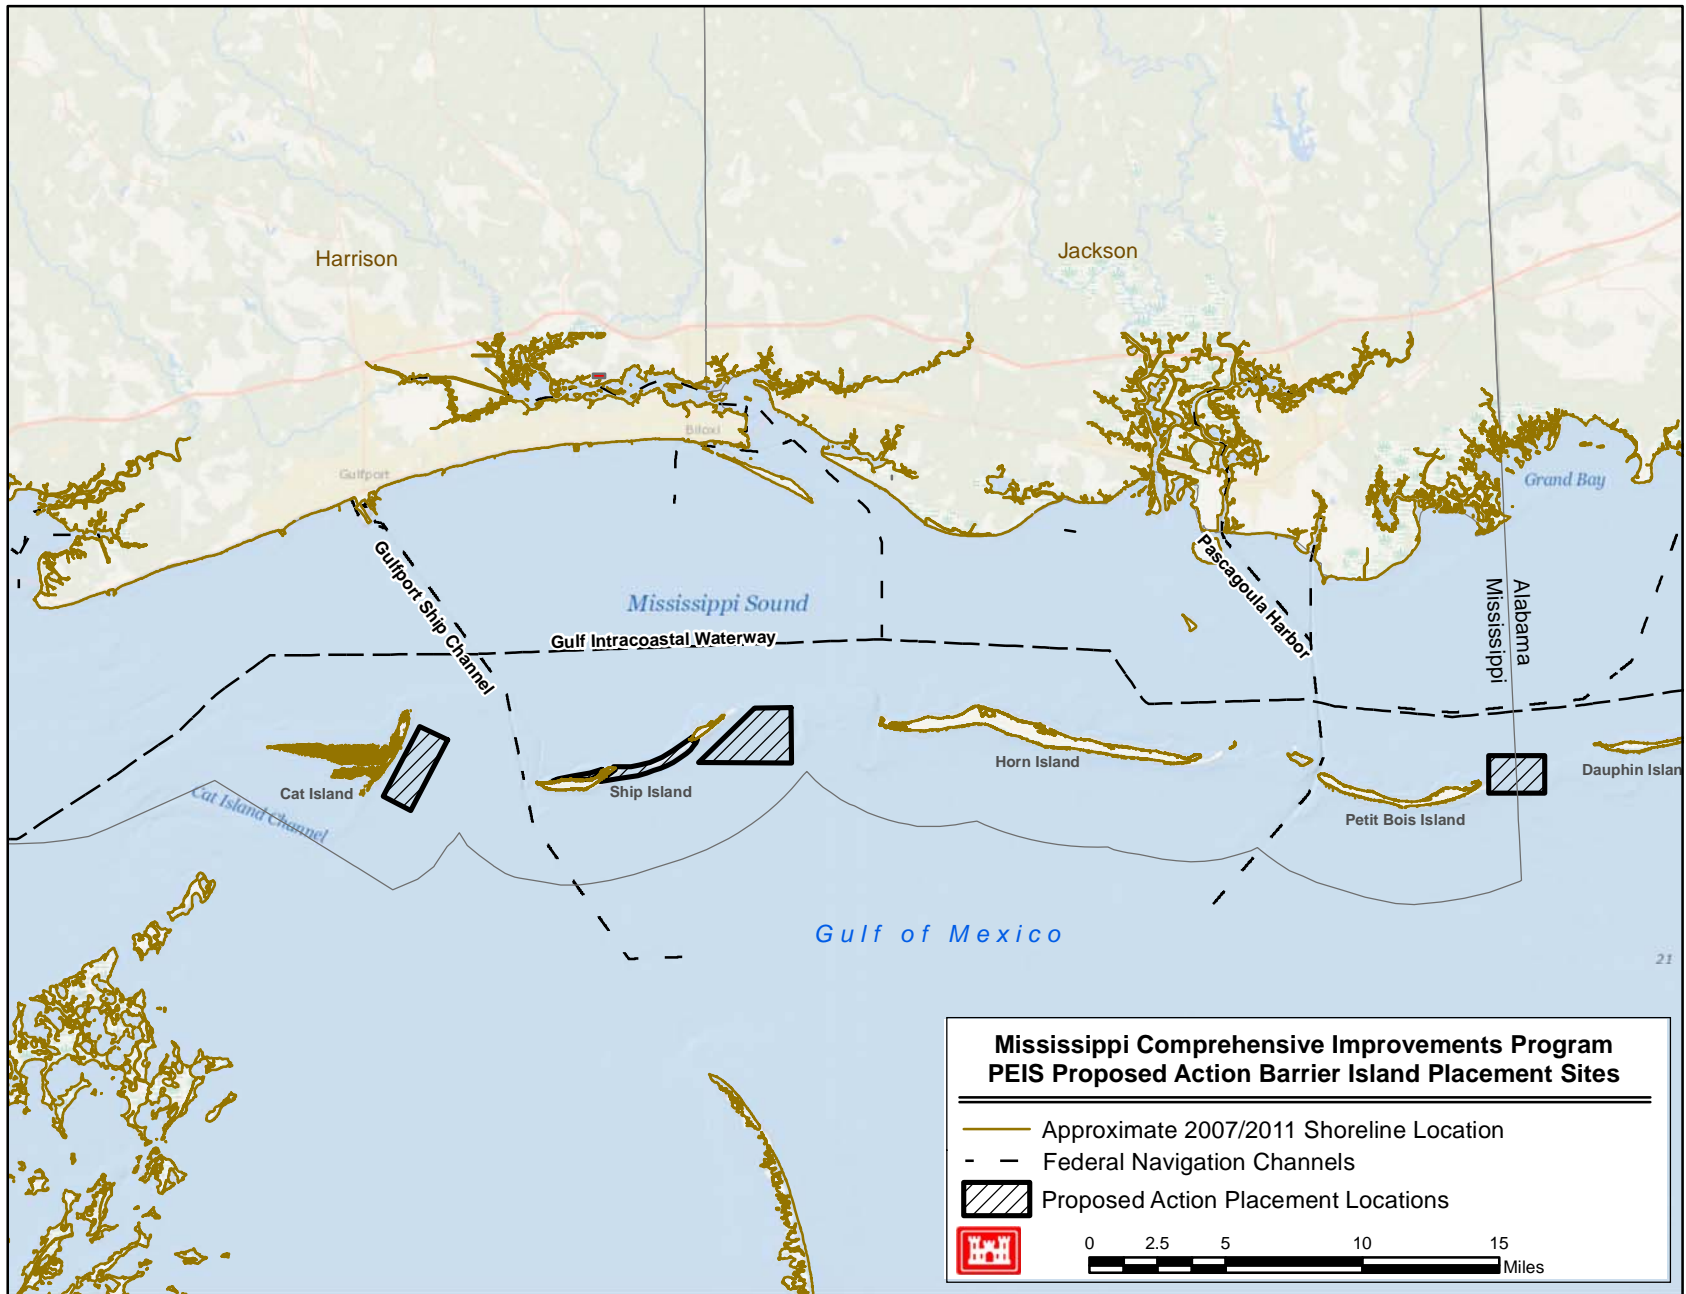 Harrison
Jackson
Biloxi
Gulfport
Grand Bay
Gulfport Ship Channel
Pascagoula Harbor
Mississippi Sound
Gulf Intracoastal Waterway
Alabama
Mississippi
Cat Island
Cat Island Channel
Ship Island
Horn Island
Petit Bois Island
Dauphin Islan
Gulf of Mexico
21
Mississippi Comprehensive Improvements Program
PEIS Proposed Action Barrier Island Placement Sites
Approximate 2007/2011 Shoreline Location
Federal Navigation Channels
Proposed Action Placement Locations
0 2.5 5 10 15
Miles